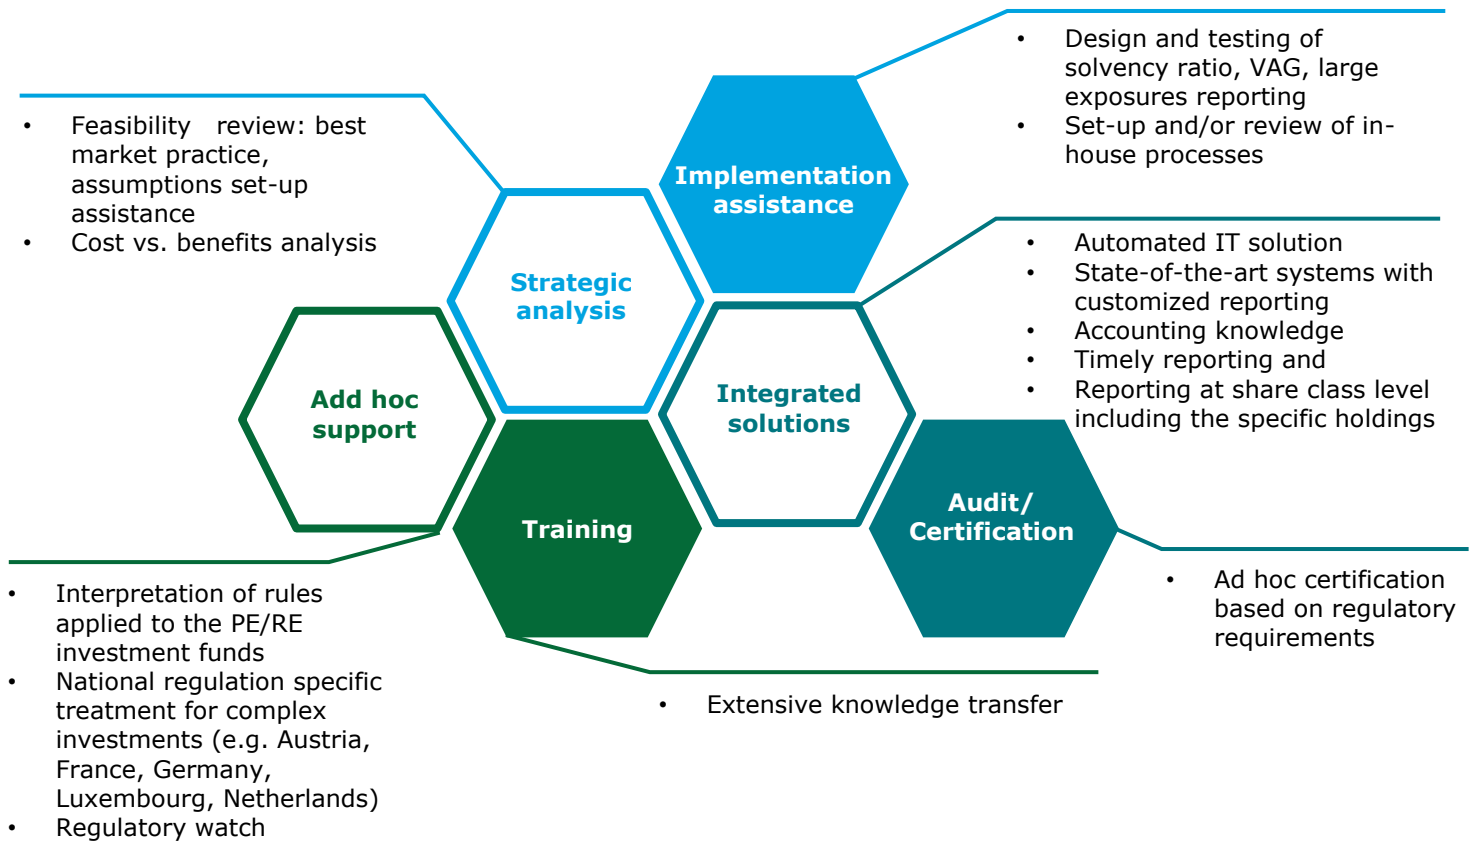 • Design and testing of
solvency ratio, VAG, large
exposures reporting
• Set-up and/or review of in-
house processes
• Feasibility review: best
market practice,
assumptions set-up
assistance
• Cost vs. benefits analysis
Implementation
assistance
Strategic
analysis
• Automated IT solution
• State-of-the-art systems with
customized reporting
• Accounting knowledge
• Timely reporting and
• Reporting at share class level
including the specific holdings
Integrated
solutions
Add hoc
support
Training
Audit/
Certification
• Interpretation of rules
applied to the PE/RE
investment funds
• National regulation specific
treatment for complex
investments (e.g. Austria,
France, Germany,
Luxembourg, Netherlands)
• Regulatory watch
• Extensive knowledge transfer
• Ad hoc certification
based on regulatory
requirements